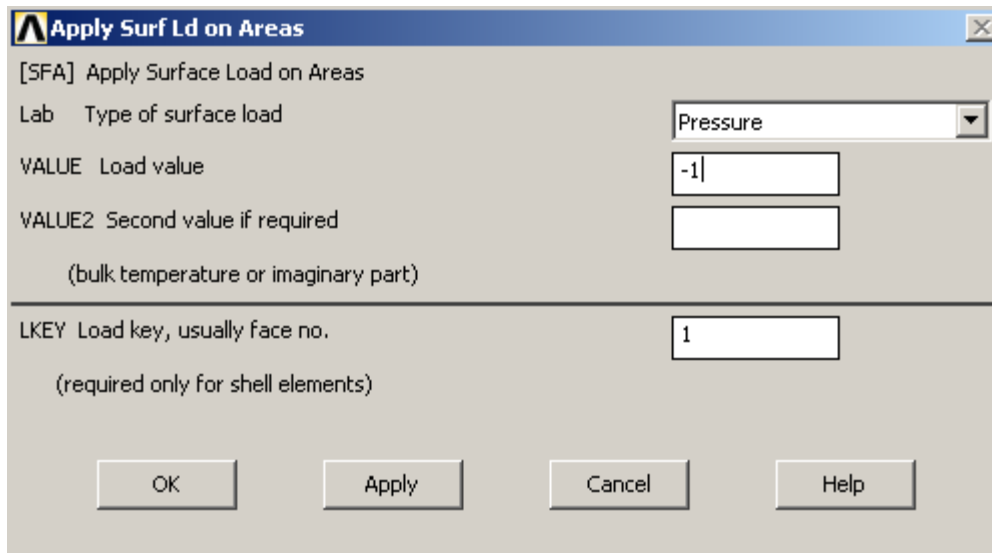 Apply Surf Ld on Areas
[SFA] Apply Surface Load on Areas
Lab Type of surface load Pressure
VALUE Load value -1
VALUE2 Second value if required
(bulk temperature or imaginary part)
LKEY Load key, usually face no. 1
(required only for shell elements)
OK Apply Cancel Help